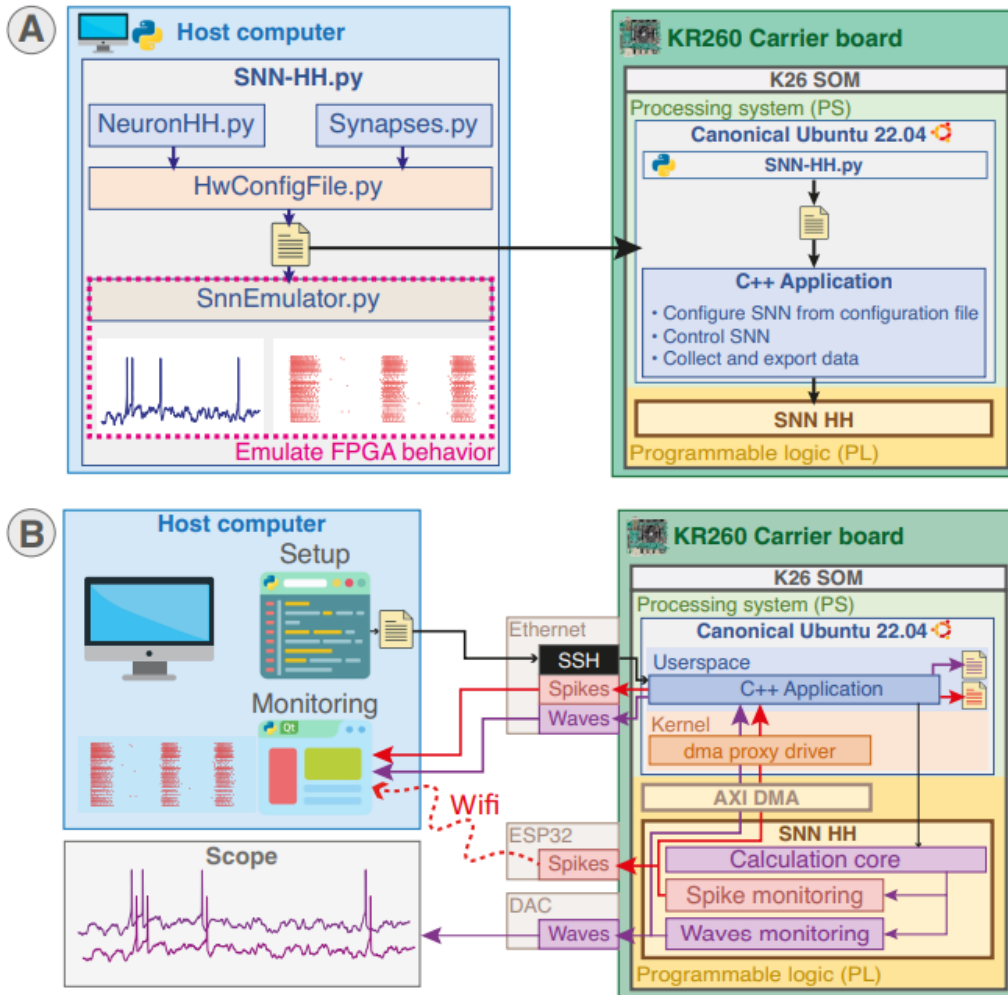 A
Host computer
SNN-HH.py
NeuronHH.py
Synapses.py
HwConfigFile.py
SnnEmulator.py
Emulate FPGA behavior
KR260 Carrier board
K26 SOM
Processing system (PS)
Canonical Ubuntu 22.04
SNN-HH.py
C++ Application
• Configure SNN from configuration file
• Control SNN
• Collect and export data
SNN HH
Programmable logic (PL)
B
Host computer
Setup
Monitoring
Qt
Wifi
Scope
Ethernet
SSH
Spikes
Waves
ESP32
Spikes
DAC
Waves
KR260 Carrier board
K26 SOM
Processing system (PS)
Canonical Ubuntu 22.04
Userspace
C++ Application
Kernel
dma proxy driver
AXI DMA
SNN HH
Calculation core
Spike monitoring
Waves monitoring
Programmable logic (PL)